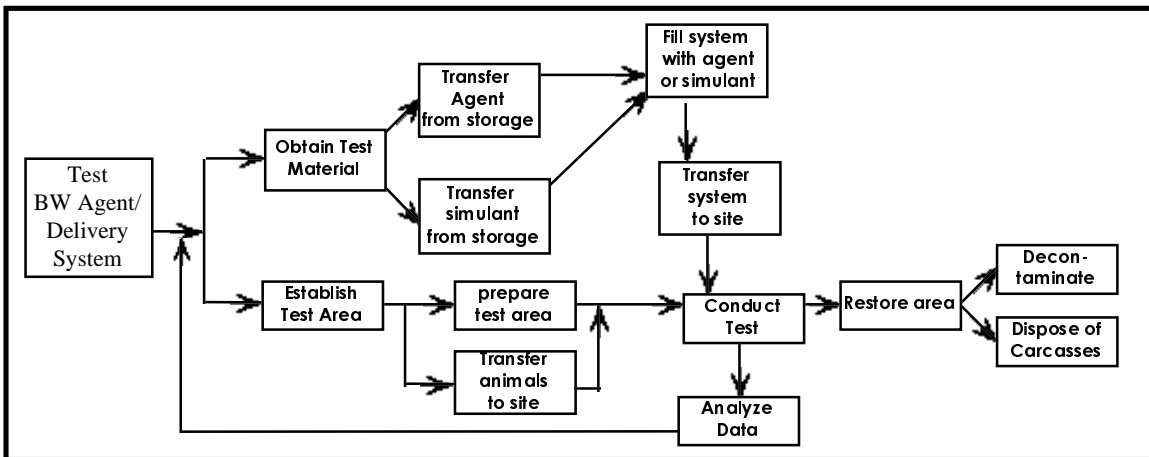 Test
BW Agent/
Delivery
System
Obtain Test
Material
Transfer
Agent
from storage
Transfer
simulant
from storage
Fill system
with agent
or simulant
Transfer
system
to site
Establish
Test Area
prepare
test area
Transfer
animals
to site
Conduct
Test
Analyze
Data
Restore area
Decon-
taminate
Dispose of
Carcasses